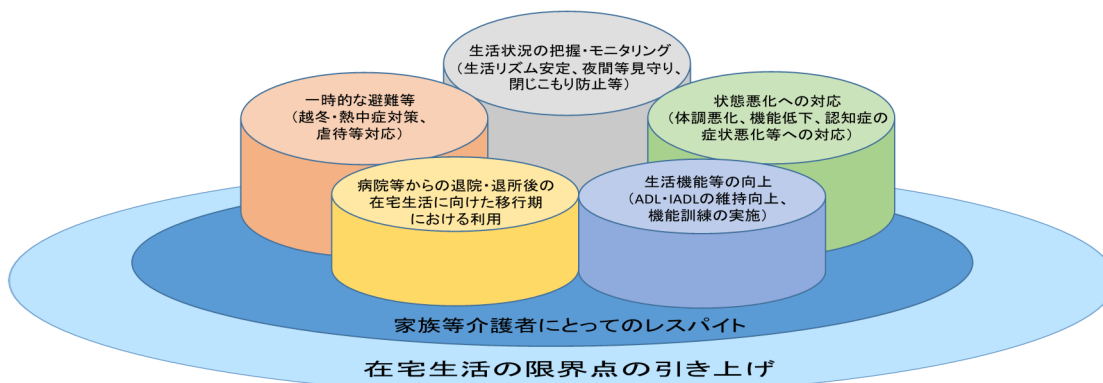 生活状況の把握・モニタリング
（生活リズム安定、夜間等見守り、
閉じこもり防止等）
一時的な避難等
（越冬・熱中症対策、
虐待等対応）
状態悪化への対応
（体調悪化、機能低下、認知症の
症状悪化等への対応）
病院等からの退院・退所後の
在宅生活に向けた移行期
における利用
生活機能等の向上
（ADL・IADLの維持向上、
機能訓練の実施）
家族等介護者にとってのレスパイト
在宅生活の限界点の引き上げ